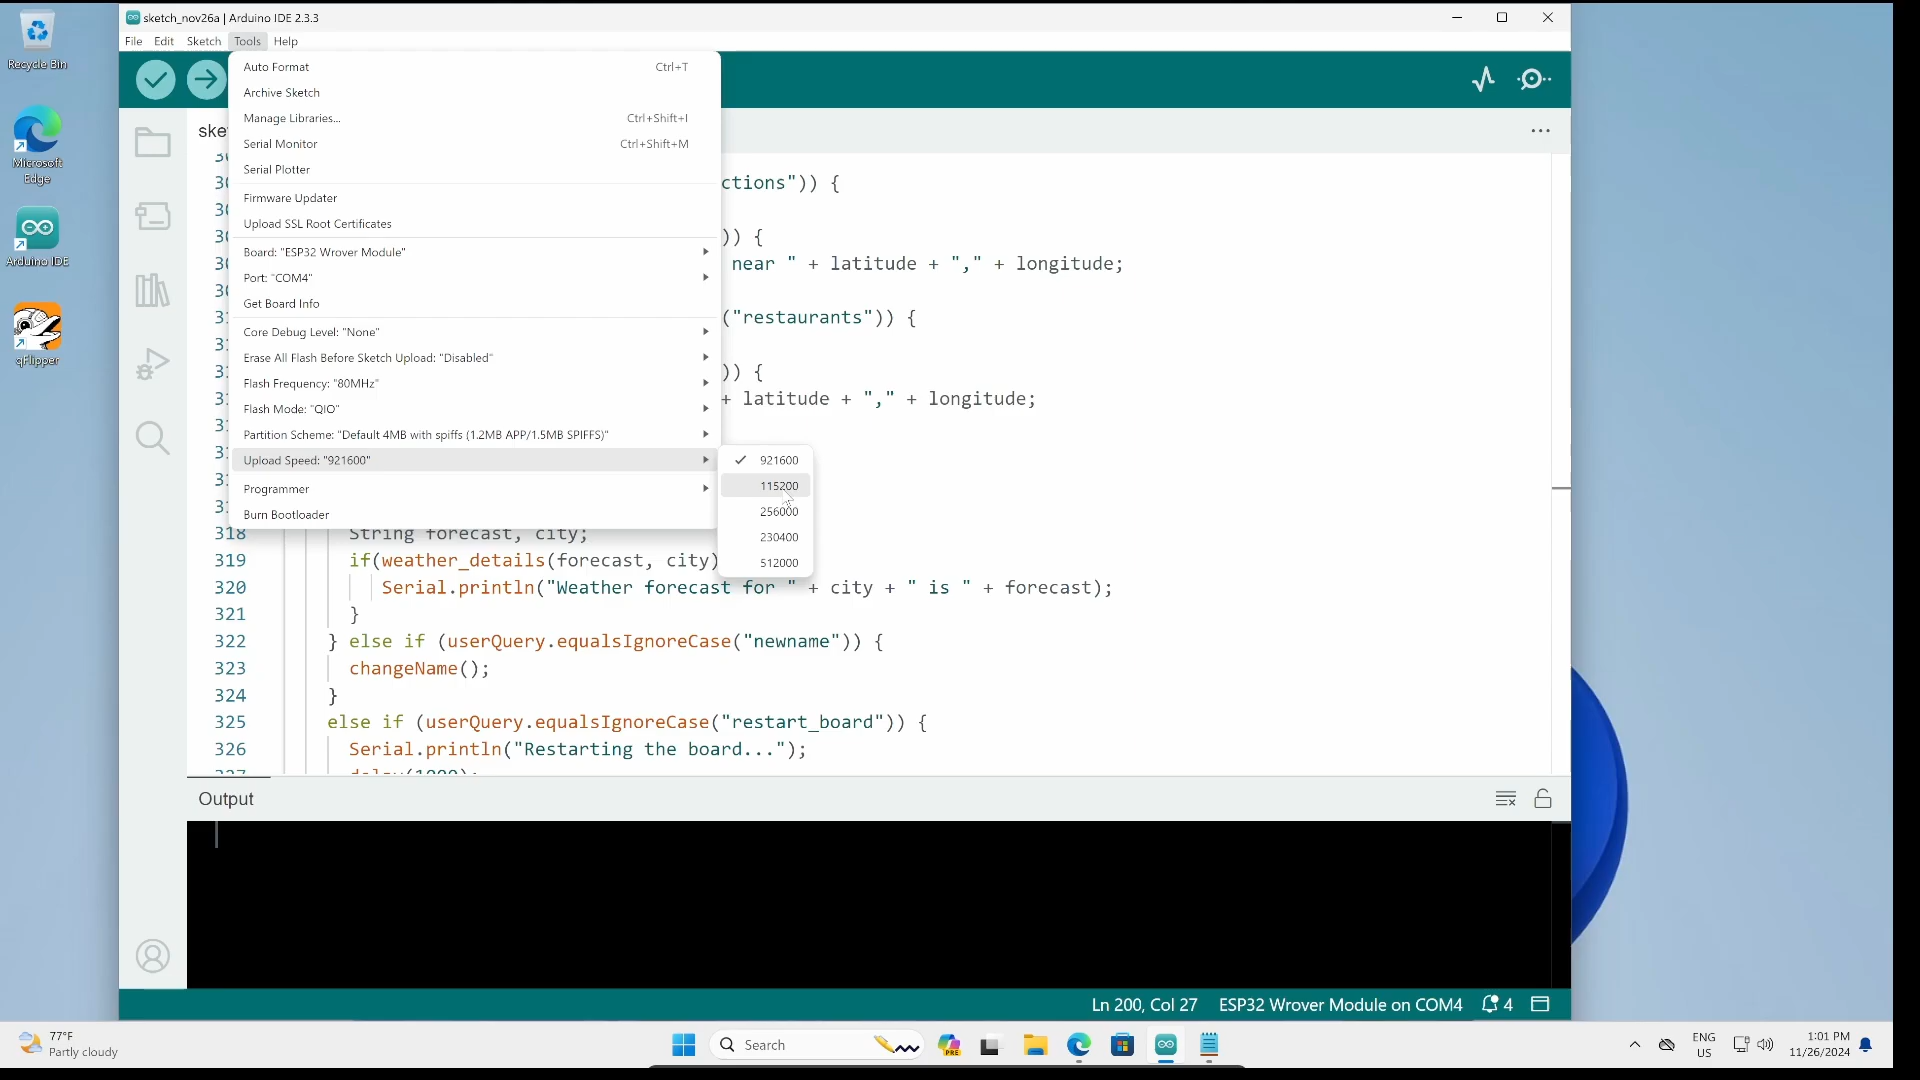 sketch_nov26a | Arduino IDE 2.3.3
File Edit Sketch Tools Help
Recycle Bin
Microsoft
Edge
Arduino IDE
qFlipper
Auto Format Ctrl+T
Archive Sketch
Manage Libraries... Ctrl+Shift+I
Serial Monitor Ctrl+Shift+M
Serial Plotter
Firmware Updater
Upload SSL Root Certificates
Board: "ESP32 Wrover Module"
Port: "COM4"
Get Board Info
Core Debug Level: "None"
Erase All Flash Before Sketch Upload: "Disabled"
Flash Frequency: "80MHz"
Flash Mode: "QIO"
Partition Scheme: "Default 4MB with spiffs (1.2MB APP/1.5MB SPIFFS)"
Upload Speed: "921600"
Programmer
Burn Bootloader
921600
115200
256000
230400
512000
ske
ctions")) {
)) {
near " + latitude + "," + longitude;
("restaurants")) {
)) {
+ latitude + "," + longitude;
318 String forecast, city;
319 if(weather_details(forecast, city)
320 Serial.println("Weather forecast for " + city + " is " + forecast);
321 }
322 } else if (userQuery.equalsIgnoreCase("newname")) {
323 changeName();
324 }
325 else if (userQuery.equalsIgnoreCase("restart_board")) {
326 Serial.println("Restarting the board...");
327 delay(1000);
Output
Ln 200, Col 27 ESP32 Wrover Module on COM4 4
77°F
Partly cloudy
Search
PRE
ENG
US
1:01 PM
11/26/2024